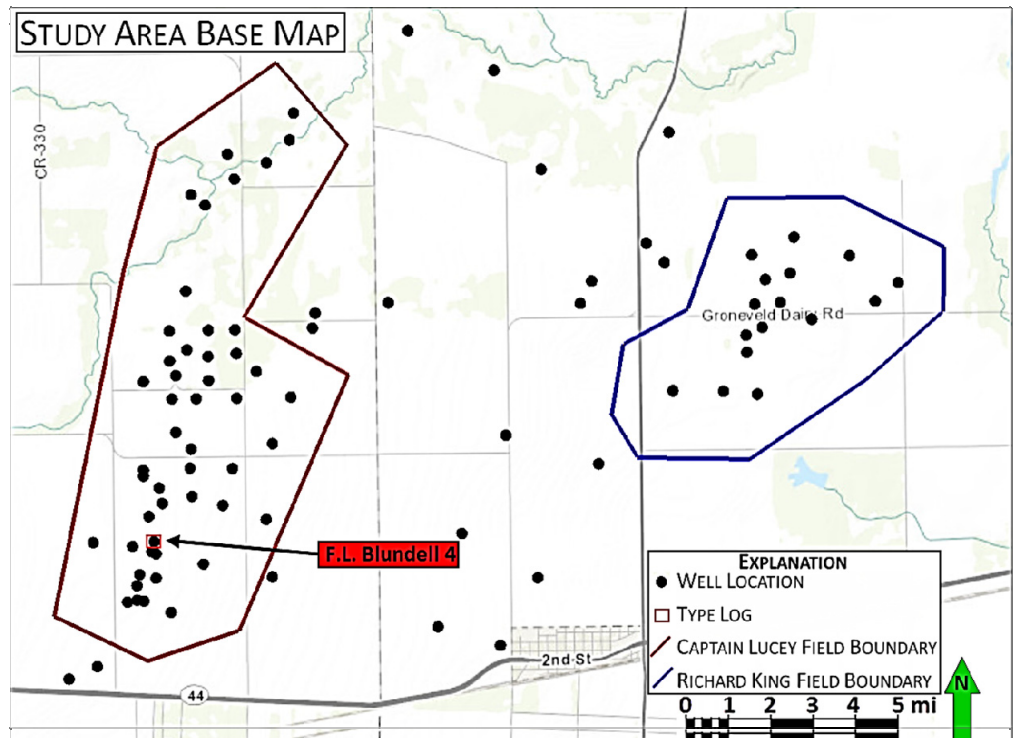 STUDY AREA BASE MAP
CR-330
Groneveld Dairy Rd
F.L. Blundell 4
EXPLANATION
WELL LOCATION
TYPE LOG
CAPTAIN LUCEY FIELD BOUNDARY
RICHARD KING FIELD BOUNDARY
2nd St
44
0 1 2 3 4 5 mi
N